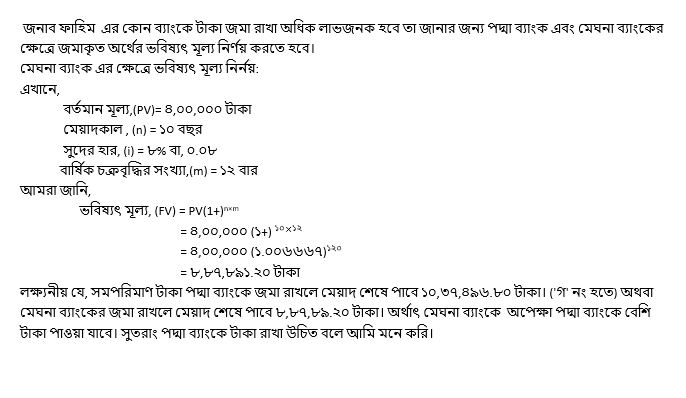 জনাব ফাহিম এর কোন ব্যাংকে টাকা জমা রাখা অধিক লাভজনক হবে তা জানার জন্য পদ্মা ব্যাংক এবং মেঘনা ব্যাংকের
ক্ষেত্রে জমাকৃত অর্থের ভবিষ্যৎ মূল্য নির্ণয় করতে হবে।
মেঘনা ব্যাংক এর ক্ষেত্রে ভবিষ্যৎ মূল্য নির্নয়:
এখানে,
বর্তমান মূল্য,(PV)= ৪,০০,০০০ টাকা
মেয়াদকাল , (n) = ১০ বছর
সুদের হার, (i) = ৮% বা, ০.০৮
বার্ষিক চক্রবৃদ্ধির সংখ্যা,(m) = ১২ বার
আমরা জানি,
ভবিষ্যৎ মূল্য, (FV) = PV(1+)ⁿˣᵐ
= ৪,০০,০০০ (১+) ১০×১২
= ৪,০০,০০০ (১.০০৬৬৬৭)১২০
= ৮,৮৭,৮৯১.২০ টাকা
লক্ষ্যনীয় যে, সমপরিমাণ টাকা পদ্মা ব্যাংকে জমা রাখলে মেয়াদ শেষে পাবে ১০,৩৭,৪৯৬.৮০ টাকা। ('গ' নং হতে) অথবা
মেঘনা ব্যাংকের জমা রাখলে মেয়াদ শেষে পাবে ৮,৮৭,৮৯.২০ টাকা। অর্থাৎ মেঘনা ব্যাংকে অপেক্ষা পদ্মা ব্যাংকে বেশি
টাকা পাওয়া যাবে। সুতরাং পদ্মা ব্যাংকে টাকা রাখা উচিত বলে আমি মনে করি।